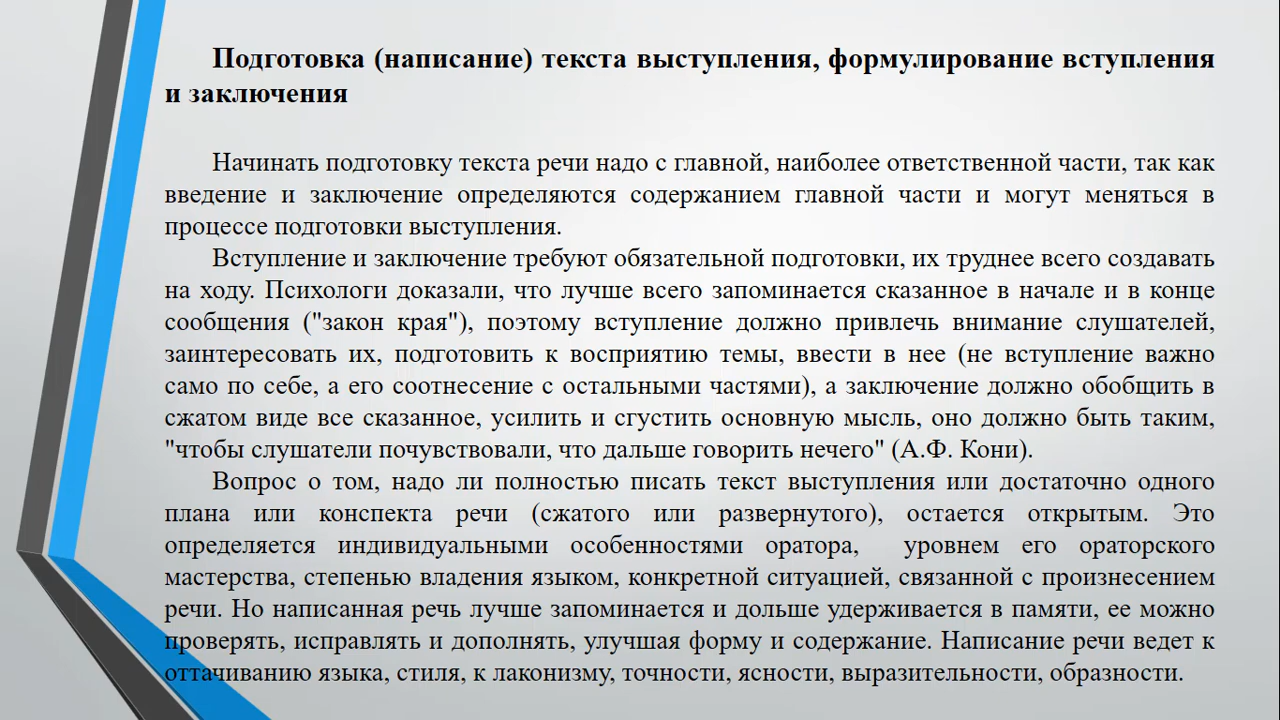 Подготовка (написание) текста выступления, формулирование вступления
и заключения
Начинать подготовку текста речи надо с главной, наиболее ответственной части, так как
введение и заключение определяются содержанием главной части и могут меняться в
процессе подготовки выступления.
Вступление и заключение требуют обязательной подготовки, их труднее всего создавать
на ходу. Психологи доказали, что лучше всего запоминается сказанное в начале и в конце
сообщения ("закон края"), поэтому вступление должно привлечь внимание слушателей,
заинтересовать их, подготовить к восприятию темы, ввести в нее (не вступление важно
само по себе, а его соотнесение с остальными частями), а заключение должно обобщить в
сжатом виде все сказанное, усилить и сгустить основную мысль, оно должно быть таким,
"чтобы слушатели почувствовали, что дальше говорить нечего" (А.Ф. Кони).
Вопрос о том, надо ли полностью писать текст выступления или достаточно одного
плана или конспекта речи (сжатого или развернутого), остается открытым. Это
определяется индивидуальными особенностями оратора, уровнем его ораторского
мастерства, степенью владения языком, конкретной ситуацией, связанной с произнесением
речи. Но написанная речь лучше запоминается и дольше удерживается в памяти, ее можно
проверять, исправлять и дополнять, улучшая форму и содержание. Написание речи ведет к
оттачиванию языка, стиля, к лаконизму, точности, ясности, выразительности, образности.